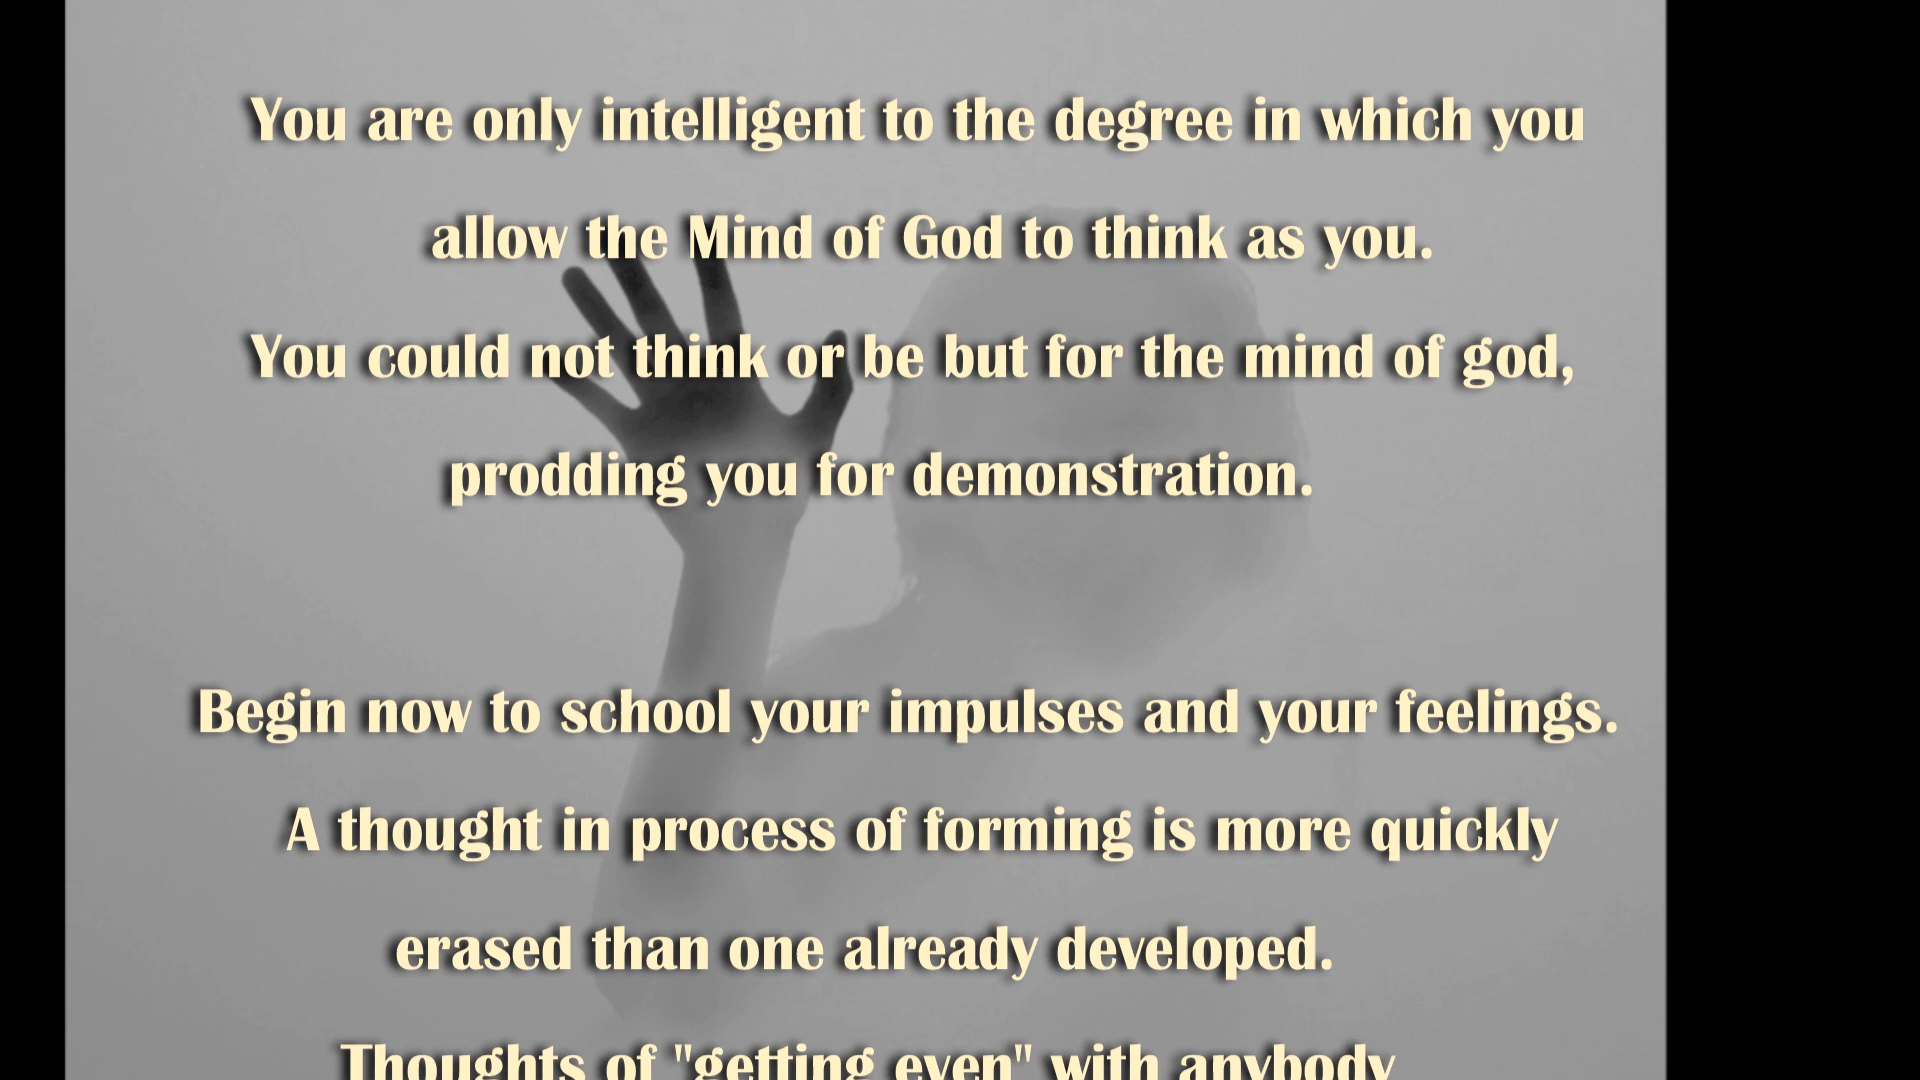 You are only intelligent to the degree in which you
allow the Mind of God to think as you.
You could not think or be but for the mind of god,
prodding you for demonstration.
Begin now to school your impulses and your feelings.
A thought in process of forming is more quickly
erased than one already developed.
Thoughts of "getting even" with anybody